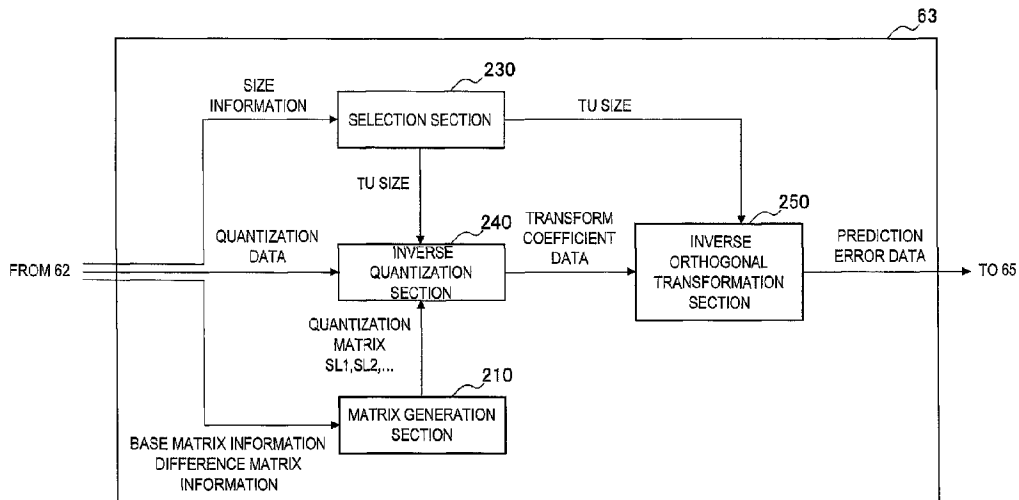 63
SIZE
INFORMATION
230
SELECTION SECTION
TU SIZE
TU SIZE
FROM 62
QUANTIZATION
DATA
240
INVERSE
QUANTIZATION
SECTION
TRANSFORM
COEFFICIENT
DATA
250
INVERSE
ORTHOGONAL
TRANSFORMATION
SECTION
PREDICTION
ERROR DATA
TO 65
QUANTIZATION
MATRIX
SL1,SL2,...
210
MATRIX GENERATION
SECTION
BASE MATRIX INFORMATION
DIFFERENCE MATRIX
INFORMATION